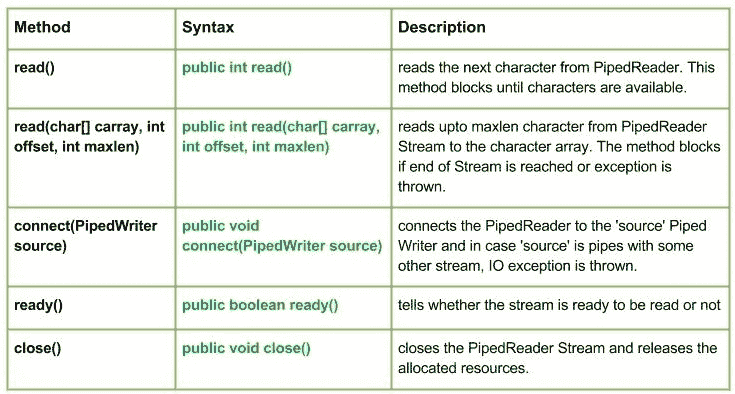 Method Syntax Description
read() public int read() reads the next character from PipedReader. This
method blocks until characters are available.
read(char[] carray, int public int read(char[] carray, reads upto maxlen character from PipedReader
offset, int maxlen) int offset, int maxlen) Stream to the character array. The method blocks
if end of Stream is reached or exception is
thrown.
connect(PipedWriter public void connects the PipedReader to the 'source' Piped
source) connect(PipedWriter source) Writer and in case 'source' is pipes with some
other stream, IO exception is thrown.
ready() public boolean ready() tells whether the stream is ready to be read or not
close() public void close() closes the PipedReader Stream and releases the
allocated resources.